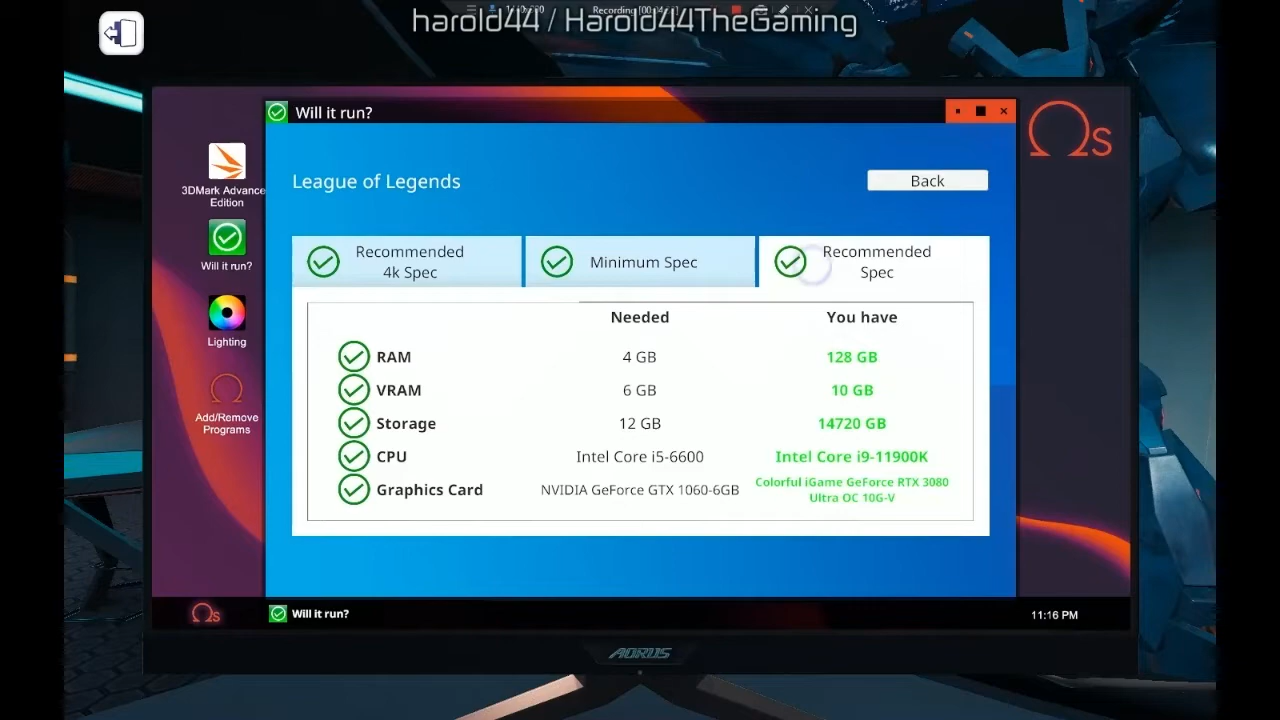 harold44 / Harold44TheGaming
Will it run?
League of Legends
Back
3DMark Advance
Edition
Will it run?
Lighting
Add/Remove
Programs
Recommended
4k Spec
Minimum Spec
Recommended
Spec
Needed
You have
RAM
4 GB
128 GB
VRAM
6 GB
10 GB
Storage
12 GB
14720 GB
CPU
Intel Core i5-6600
Intel Core i9-11900K
Graphics Card
NVIDIA GeForce GTX 1060-6GB
Colorful iGame GeForce RTX 3080
Ultra OC 10G-V
Ωs
Ωs
Will it run?
11:16 PM
AORUS